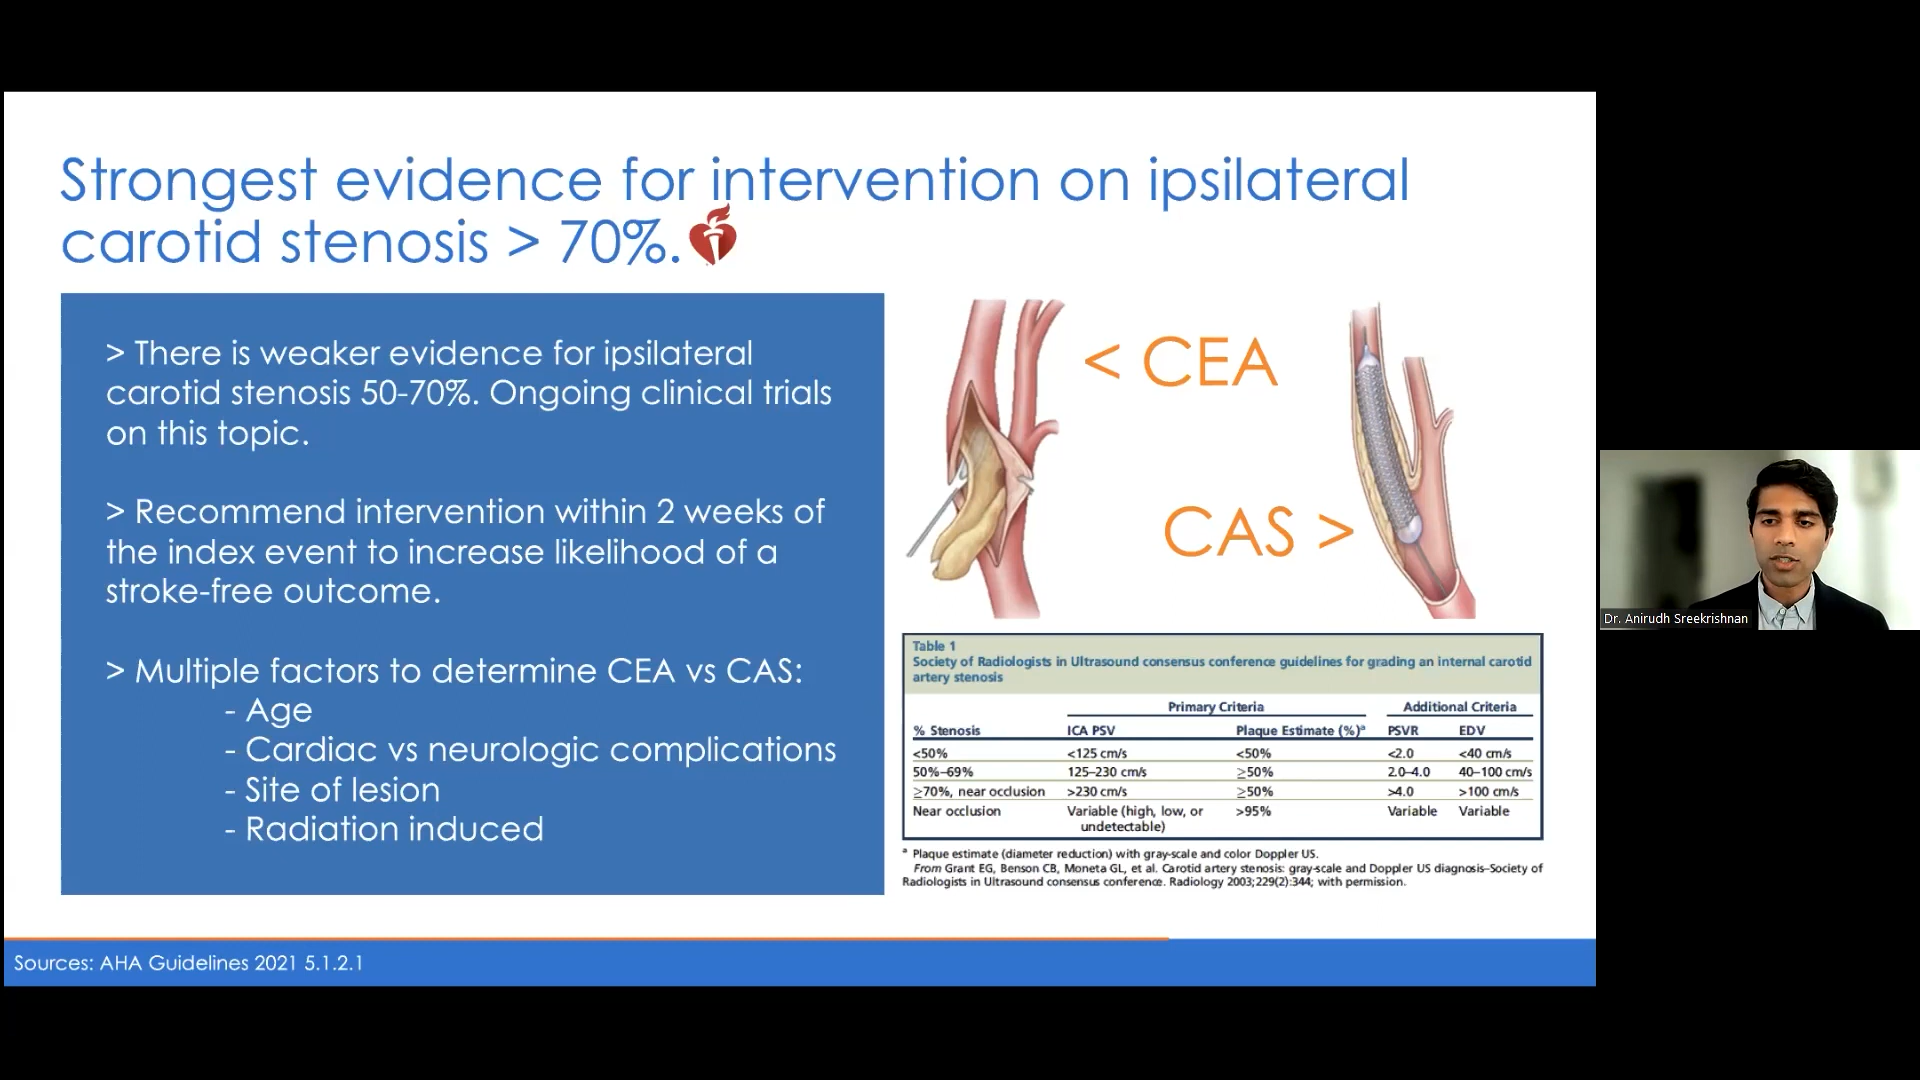 Strongest evidence for intervention on ipsilateral
carotid stenosis > 70%.
> There is weaker evidence for ipsilateral
carotid stenosis 50-70%. Ongoing clinical trials
on this topic.
> Recommend intervention within 2 weeks of
the index event to increase likelihood of a
stroke-free outcome.
> Multiple factors to determine CEA vs CAS:
- Age
- Cardiac vs neurologic complications
- Site of lesion
- Radiation induced
< CEA
CAS >
Table 1
Society of Radiologists in Ultrasound consensus conference guidelines for grading an internal carotid
artery stenosis
Primary Criteria Additional Criteria
% Stenosis ICA PSV Plaque Estimate (%)ª PSVR EDV
<50% <125 cm/s <50% <2.0 <40 cm/s
50%–69% 125–230 cm/s ≥50% 2.0–4.0 40–100 cm/s
≥70%, near occlusion >230 cm/s ≥50% >4.0 >100 cm/s
Near occlusion Variable (high, low, or >95% Variable Variable
undetectable)
ª Plaque estimate (diameter reduction) with gray-scale and color Doppler US.
From Grant EG, Benson CB, Moneta GL, et al. Carotid artery stenosis: gray-scale and Doppler US diagnosis–Society of
Radiologists in Ultrasound consensus conference. Radiology 2003;229(2):344; with permission.
Sources: AHA Guidelines 2021 5.1.2.1
Dr. Anirudh Sreekrishnan